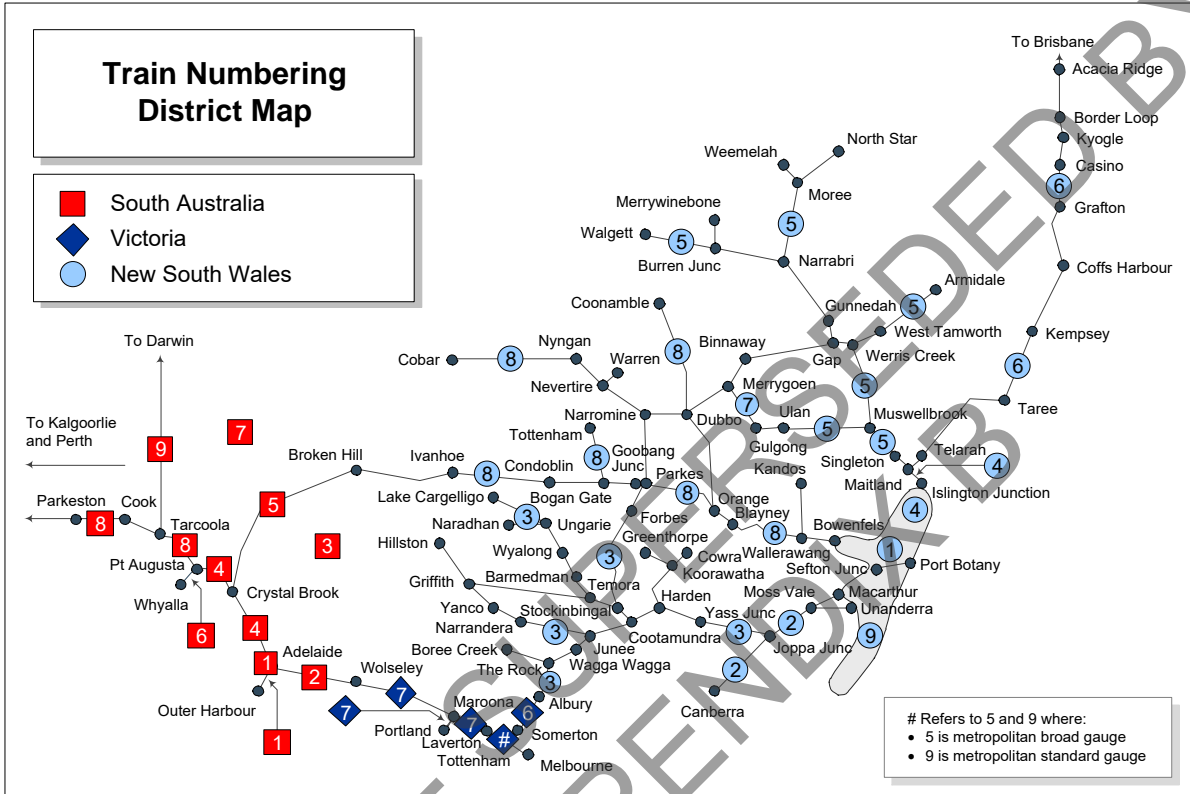 Train Numbering
District Map
South Australia
Victoria
New South Wales
To Brisbane
Acacia Ridge
Border Loop
Kyogle
Casino
6
Grafton
North Star
Weemelah
Moree
Merrywinebone
5
Walgett
5
Burren Junc
Narrabri
Coffs Harbour
Armidale
Coonamble
Gunnedah
5
West Tamworth
Kempsey
To Darwin
Nyngan
Binnaway
Cobar
8
Warren
8
Gap
Werris Creek
6
Nevertire
Merrygoen
5
Taree
To Kalgoorlie
and Perth
7
9
Narromine
Dubbo
7
Ulan
Muswellbrook
Tottenham
Gulgong
5
5
Telarah
Broken Hill
Ivanhoe
Goobang
Junc
Kandos
Singleton
4
8
Condoblin
8
Parkes
Maitland
Islington Junction
Parkeston
Cook
5
Lake Cargelligo
Bogan Gate
8
Orange
4
8
Tarcoola
3
Naradhan
Ungarie
Forbes
Blayney
Bowenfels
8
3
Hillston
Wyalong
Greenthorpe
Cowra
8
Wallerawang
1
Pt Augusta
4
3
Koorawatha
Sefton Junc
Port Botany
Whyalla
Crystal Brook
Griffith
Barmedman
Temora
Moss Vale
Macarthur
Yanco
Stockinbingal
Harden
Yass Junc
Unanderra
6
4
Narrandera
3
Cootamundra
3
2
9
Adelaide
Boree Creek
Junee
Joppa Junc
1
2
Wolseley
The Rock
Wagga Wagga
2
Outer Harbour
7
3
7
Maroona
6
Albury
Canberra
1
Portland
7
Laverton
#
Somerton
Tottenham
Melbourne
# Refers to 5 and 9 where:
• 5 is metropolitan broad gauge
• 9 is metropolitan standard gauge
SUPERSEDED B
PENDIX B